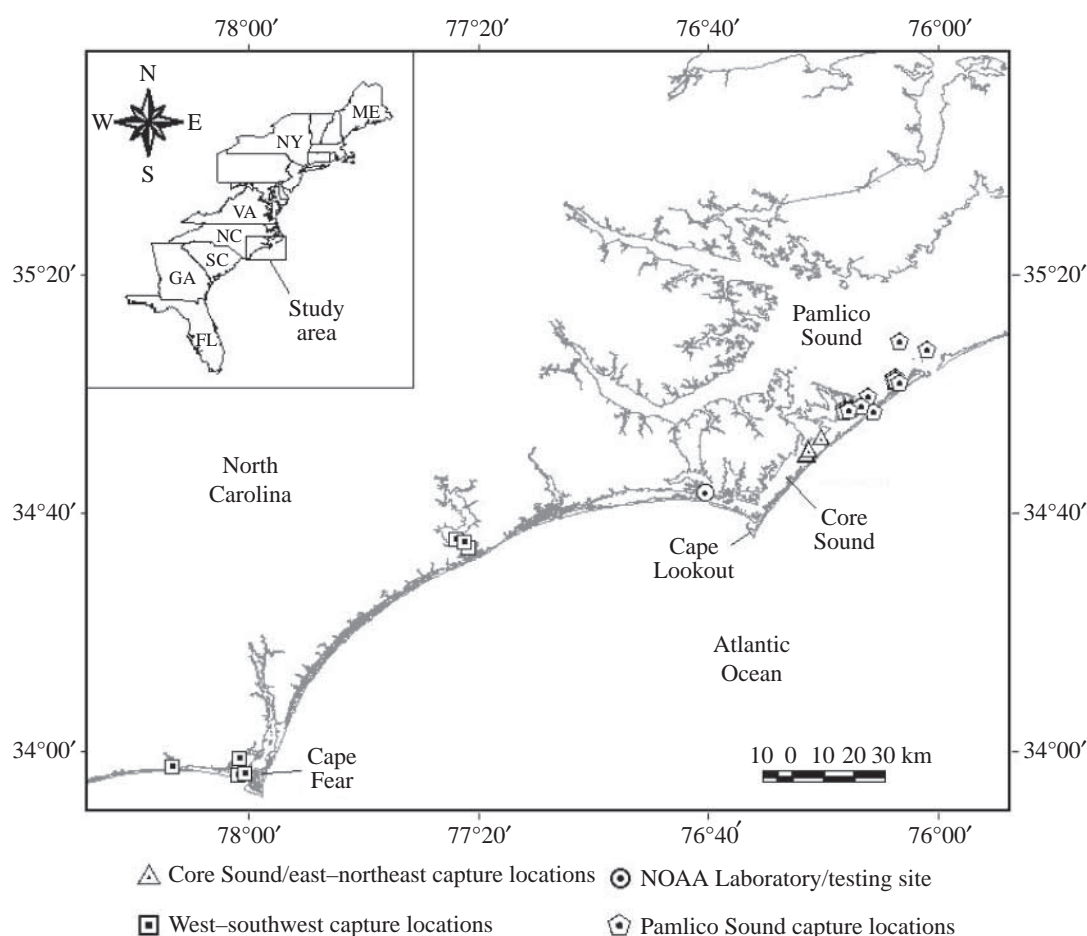 78°00′ 77°20′ 76°40′ 76°00′
N
W E
S
ME
NY
VA
NC
SC
GA
FL
Study
area
35°20′ 35°20′
Pamlico
Sound
North
Carolina
34°40′ 34°40′
Core
Sound
Cape
Lookout
Atlantic
Ocean
34°00′ 34°00′
Cape
Fear
10 0 10 20 30 km
78°00′ 77°20′ 76°40′ 76°00′
Core Sound/east–northeast capture locations NOAA Laboratory/testing site
West–southwest capture locations Pamlico Sound capture locations